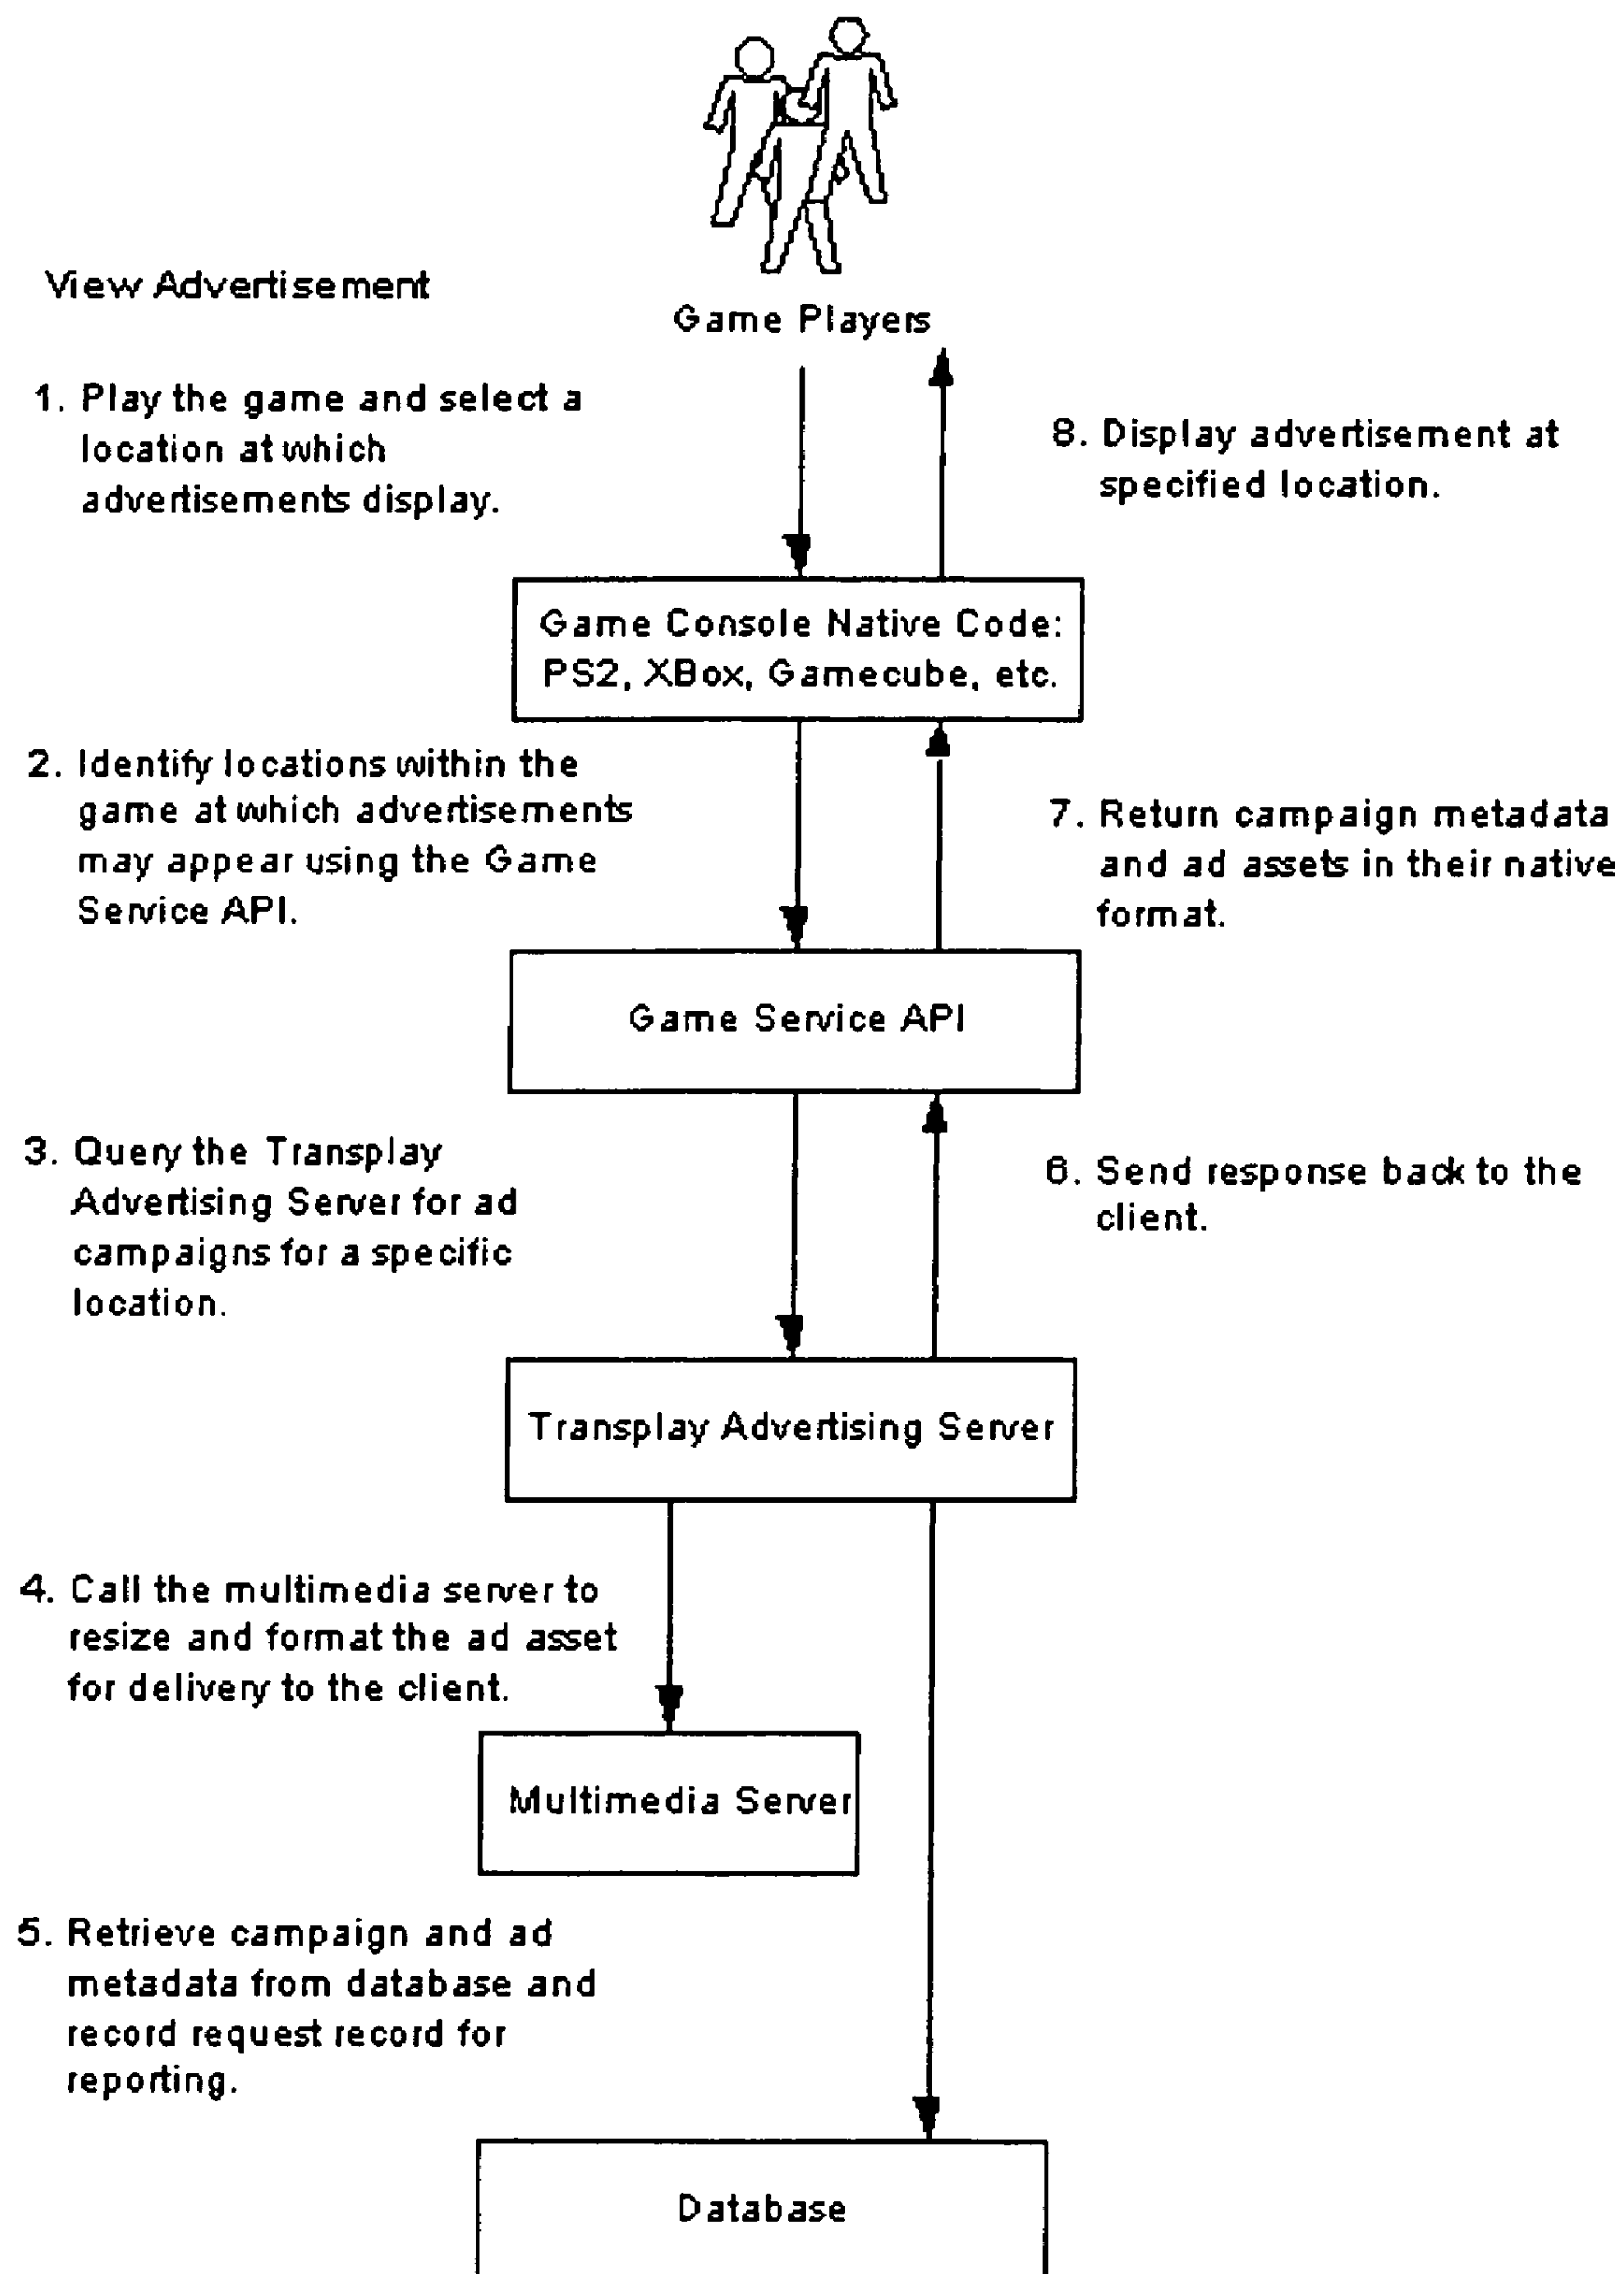 View Advertisement
Game Players
1. Play the game and select a
location at which
advertisements display.
8. Display advertisement at
specified location.
Game Console Native Code:
PS2, XBox, Gamecube, etc.
2. Identify locations within the
game at which advertisements
may appear using the Game
Service API.
7. Return campaign metadata
and ad assets in their native
format.
Game Service API
3. Query the Transplay
Advertising Server for ad
campaigns for a specific
location.
6. Send response back to the
client.
Transplay Advertising Server
4. Call the multimedia server to
resize and format the ad asset
for delivery to the client.
Multimedia Server
5. Retrieve campaign and ad
metadata from database and
record request record for
reporting.
Database